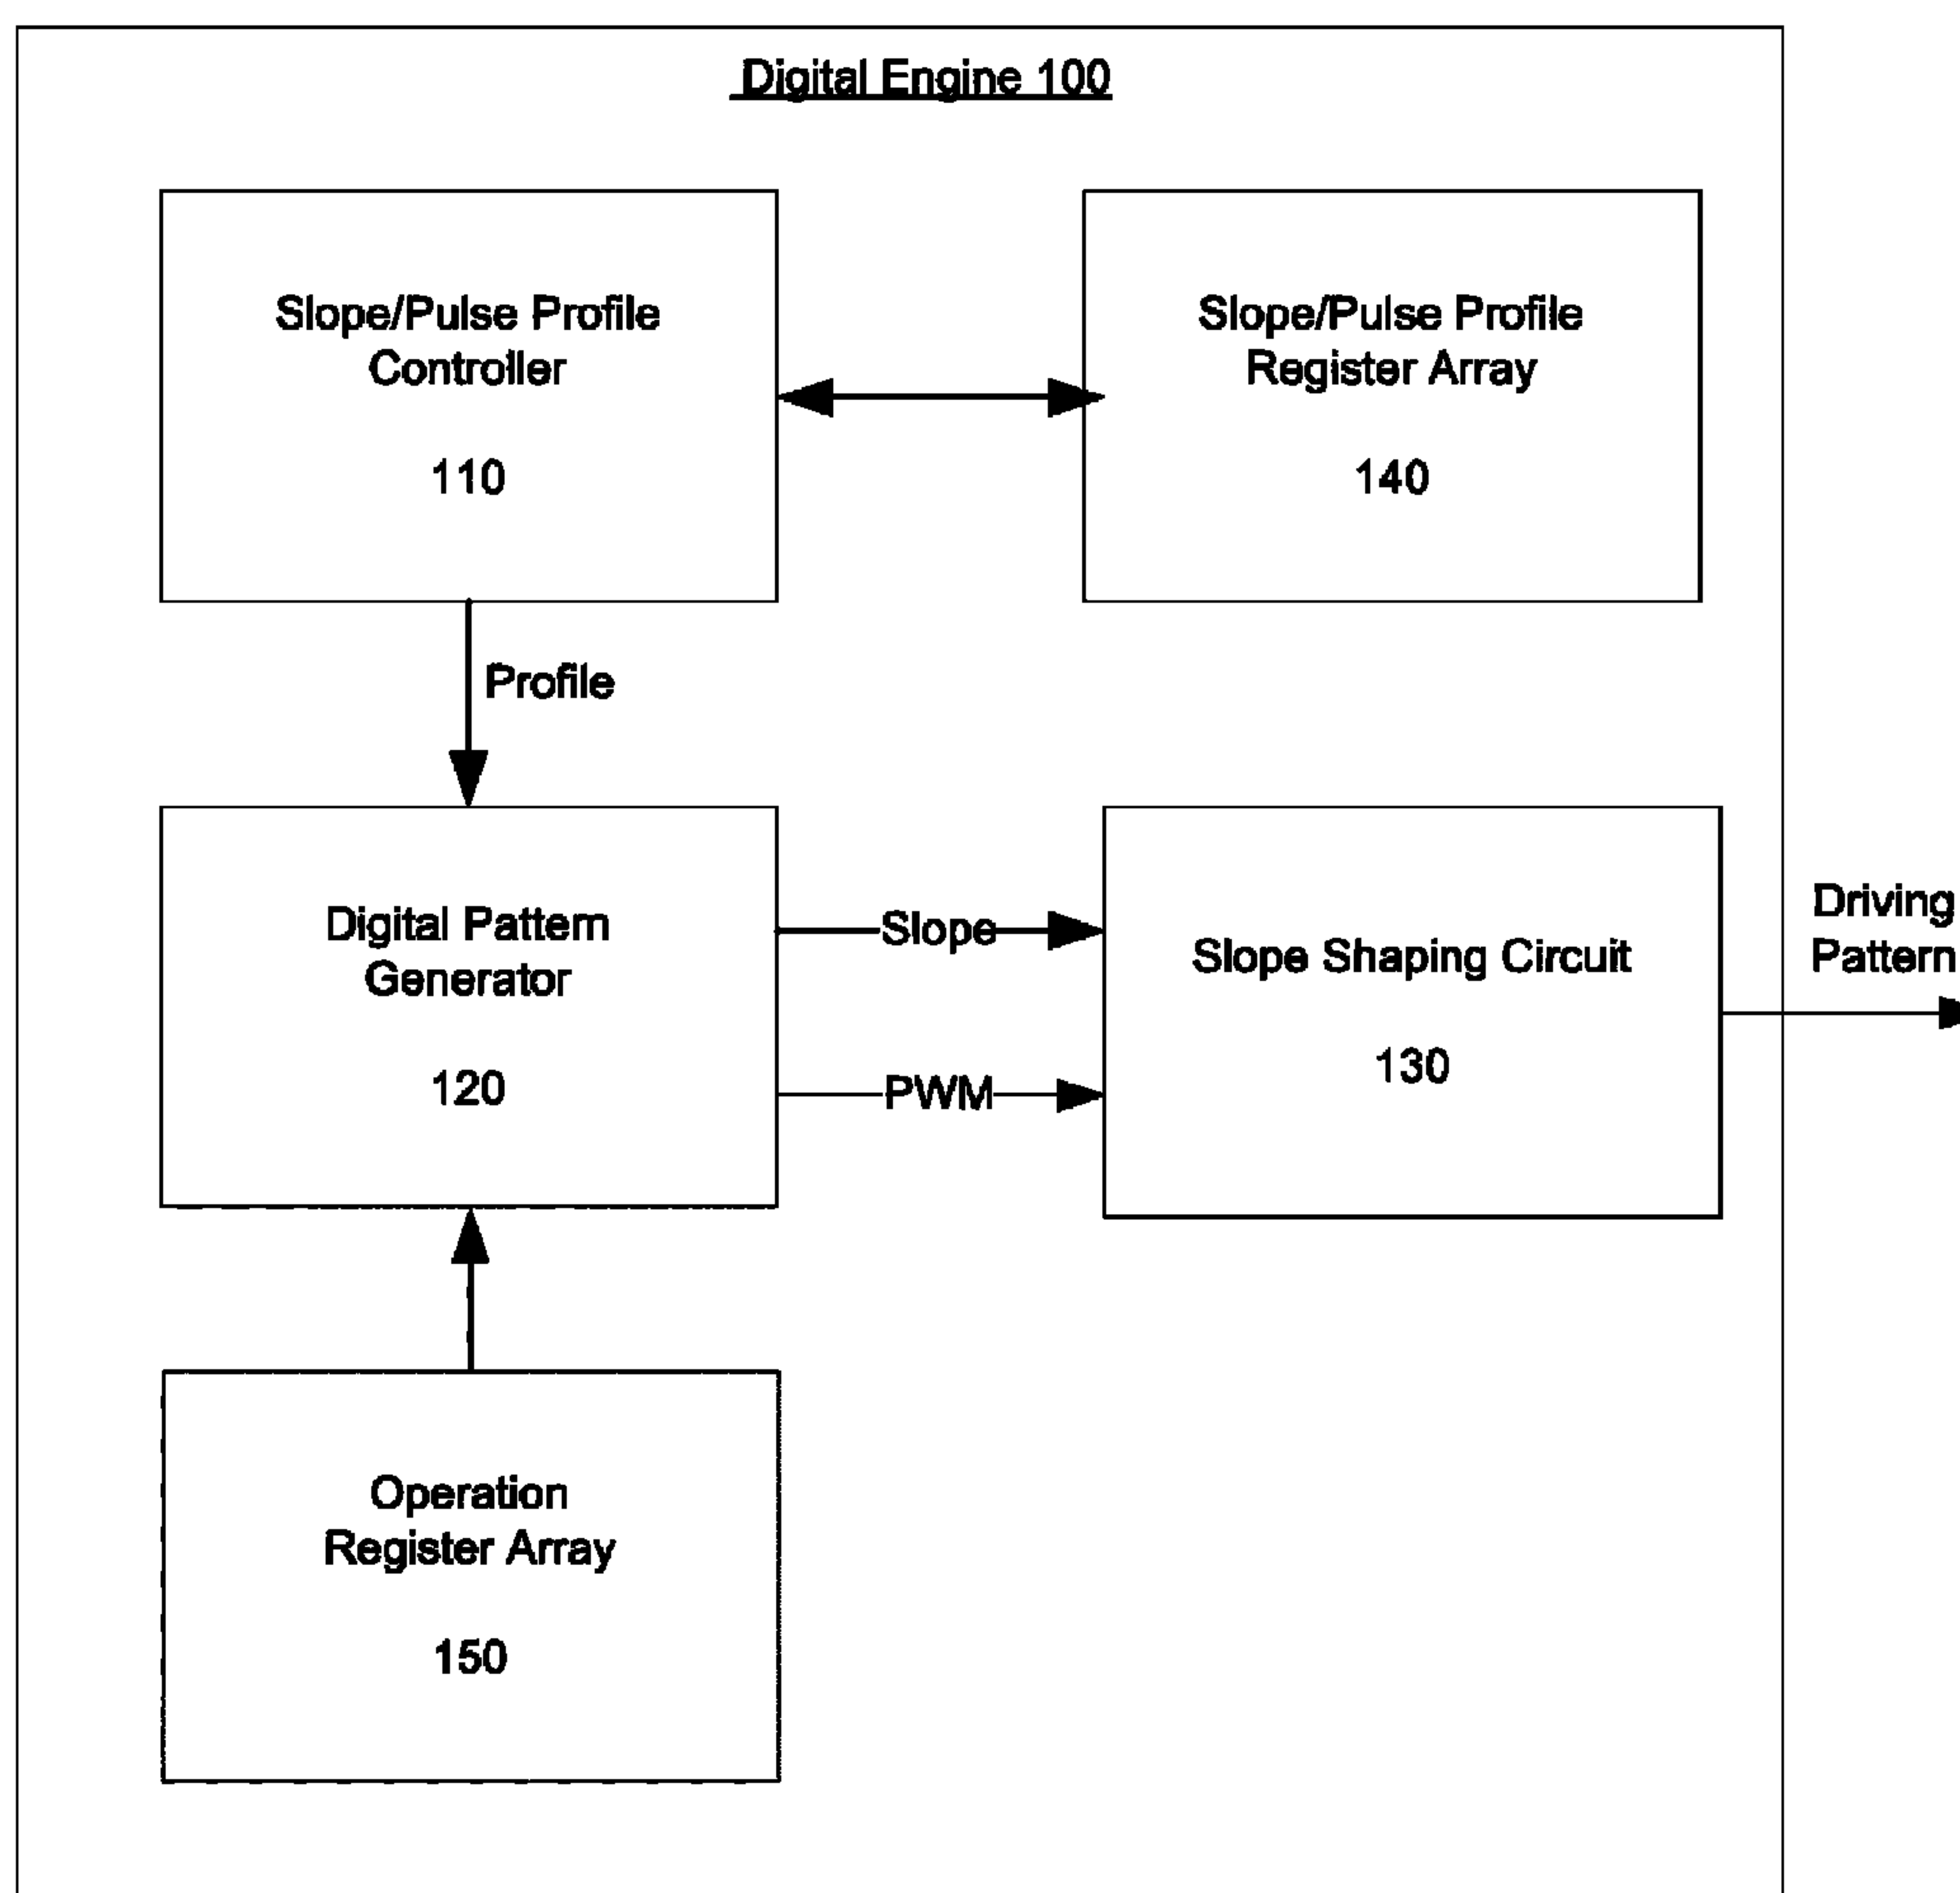 Digital Engine 100
Slope/Pulse Profile
Controller
110
Slope/Pulse Profile
Register Array
140
Profile
Digital Pattern
Generator
120
Slope
PWM
Slope Shaping Circuit
130
Driving
Pattern
Operation
Register Array
150